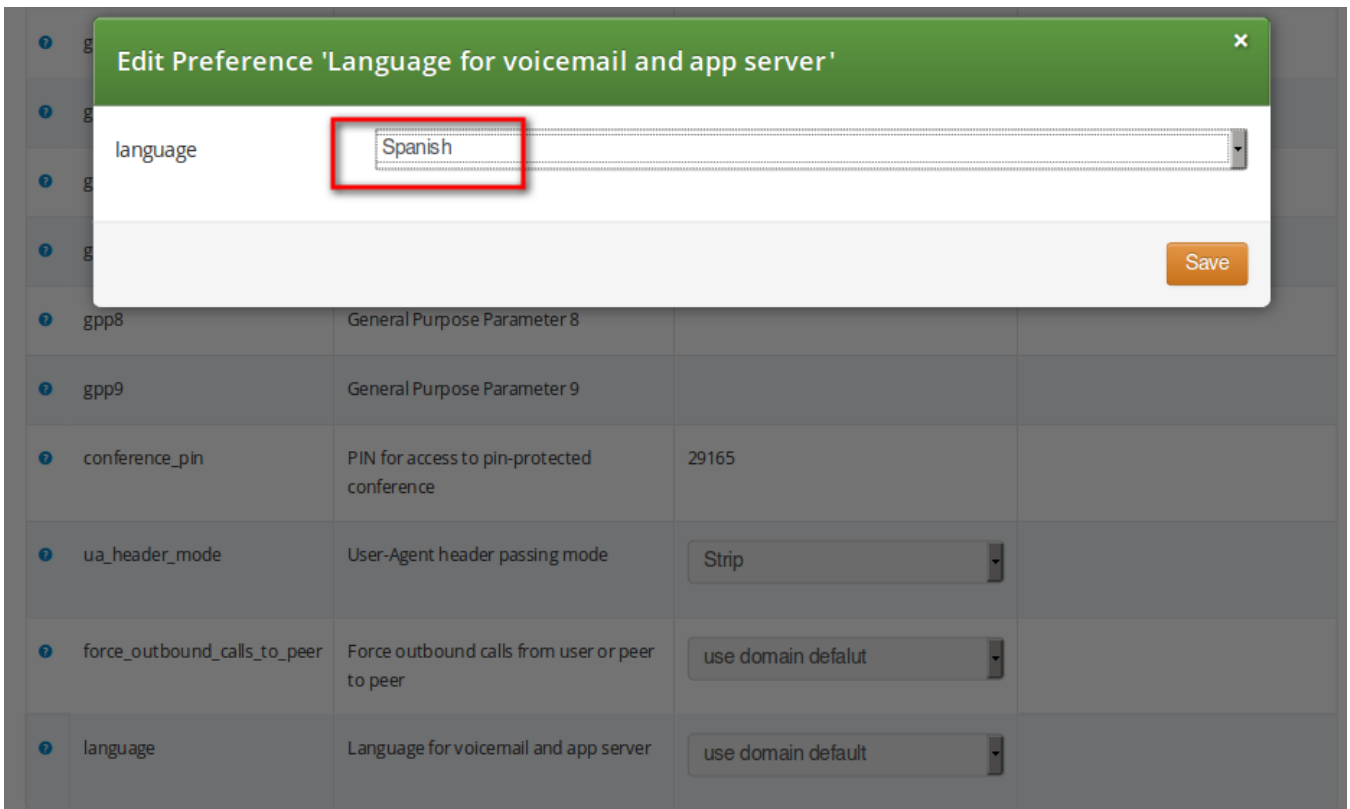 ×
Edit Preference 'Language for voicemail and app server'
language
Spanish
Save
g
g
g
g
gpp8 General Purpose Parameter 8
gpp9 General Purpose Parameter 9
conference_pin PIN for access to pin-protected 29165
conference
ua_header_mode User-Agent header passing mode Strip
force_outbound_calls_to_peer Force outbound calls from user or peer use domain defalut
to peer
language Language for voicemail and app server use domain default